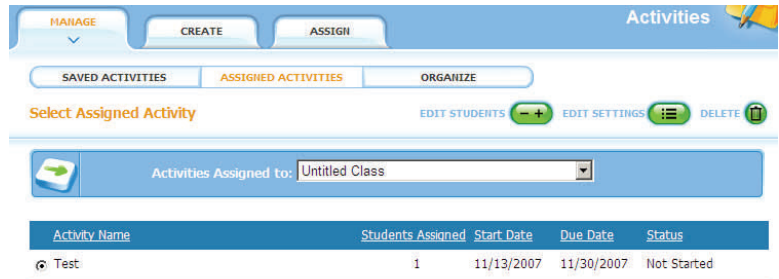 MANAGE CREATE ASSIGN Activities
SAVED ACTIVITIES ASSIGNED ACTIVITIES ORGANIZE
Select Assigned Activity EDIT STUDENTS EDIT SETTINGS DELETE
Activities Assigned to: Untitled Class
Activity Name Students Assigned Start Date Due Date Status
Test 1 11/13/2007 11/30/2007 Not Started